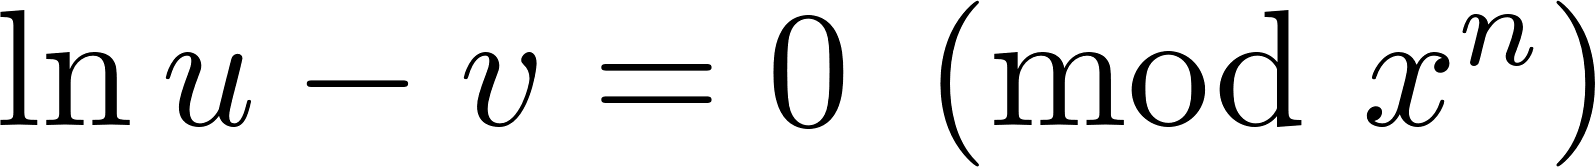 ln u − v = 0 (mod xⁿ)